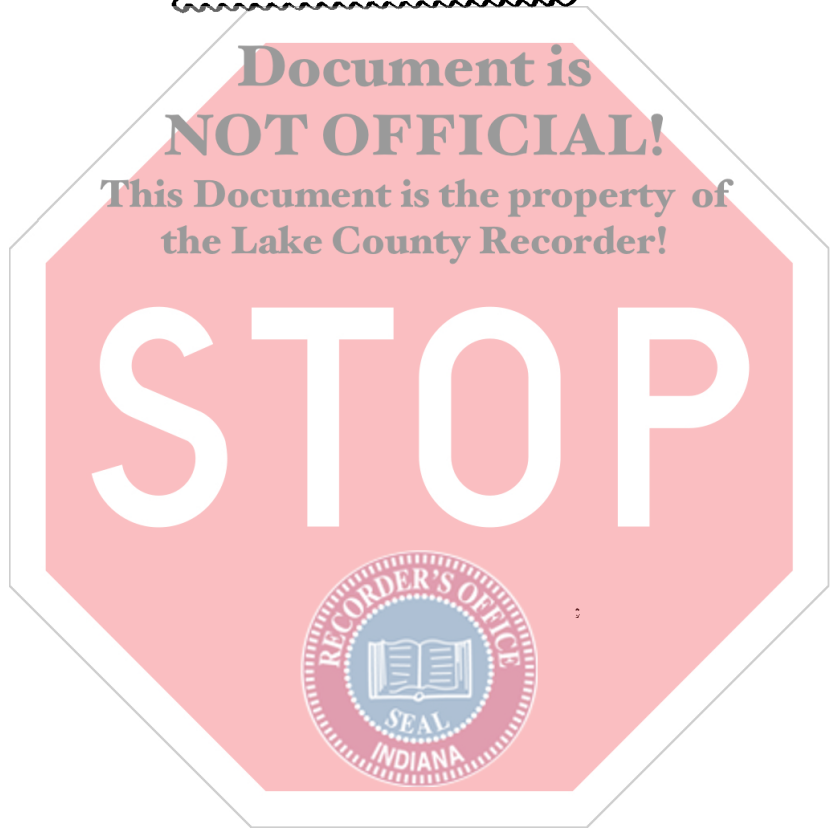 Document is
NOT OFFICIAL!
This Document is the property of
the Lake County Recorder!
STOP
RECORDER'S OFFICE
SEAL
INDIANA